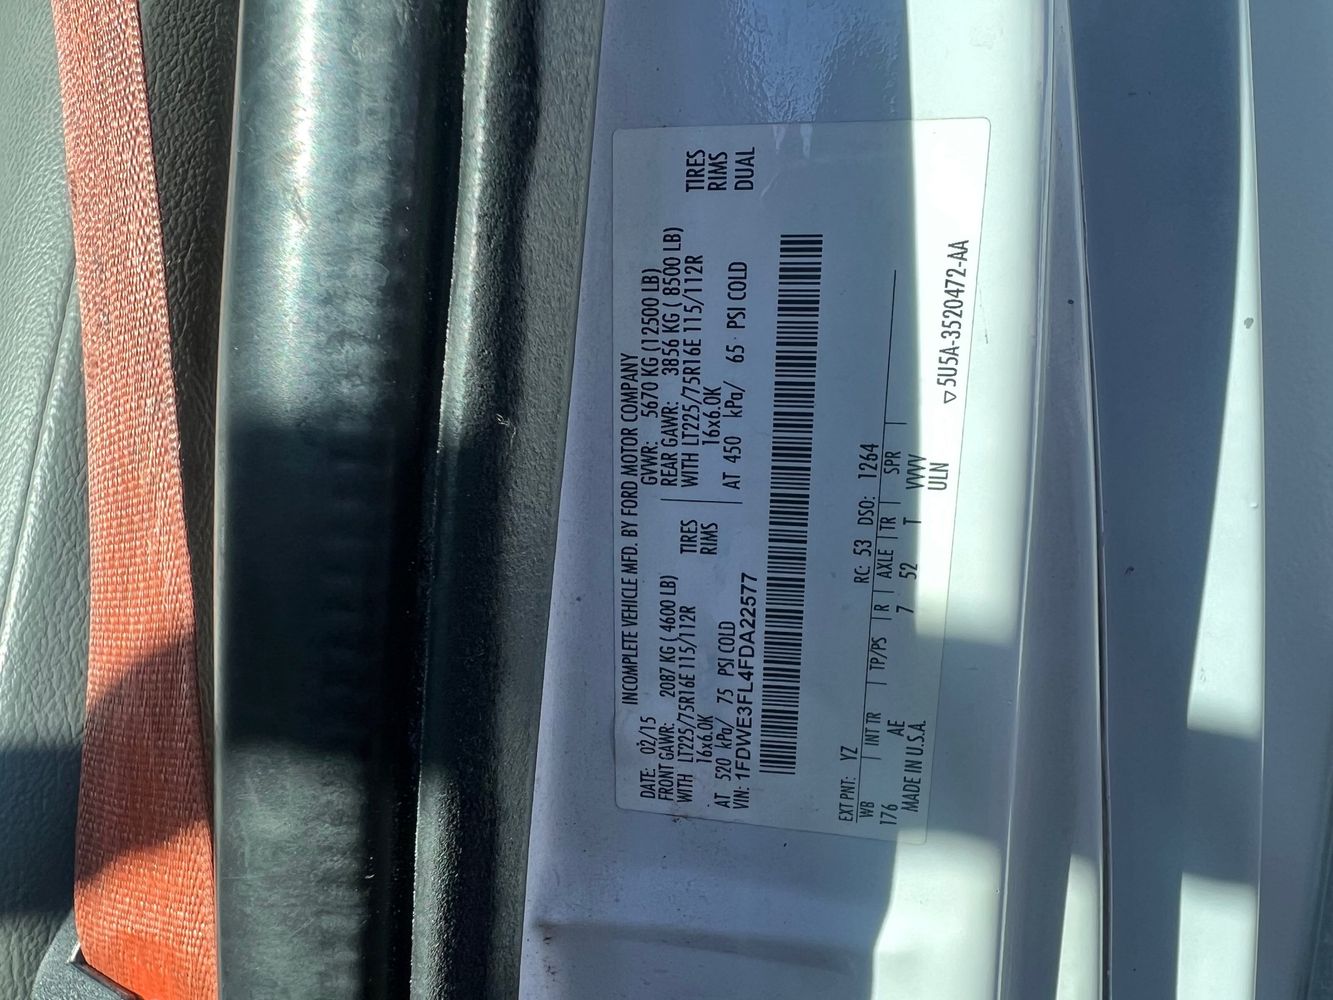 INCOMPLETE VEHICLE MFD. BY FORD MOTOR COMPANY
DATE: 02/15 GVWR: 5670 KG (12500 LB)
FRONT GAWR: 2087 KG ( 4600 LB) REAR GAWR: 3856 KG ( 8500 LB)
WITH LT225/75R16E 115/112R TIRES WITH LT225/75R16E 115/112R TIRES
16x6.0K RIMS 16x6.0K RIMS
AT 520 kPa/ 75 PSI COLD AT 450 kPa/ 65 PSI COLD DUAL
VIN: 1FDWE3FL4FDA22577
EXT PNT: YZ RC: 53 DSO: 1264
WB INT TR TP/PS R AXLE TR SPR
176 AE 7 52 T VVVV
MADE IN U.S.A. ULN
▽5U5A-3520472-AA